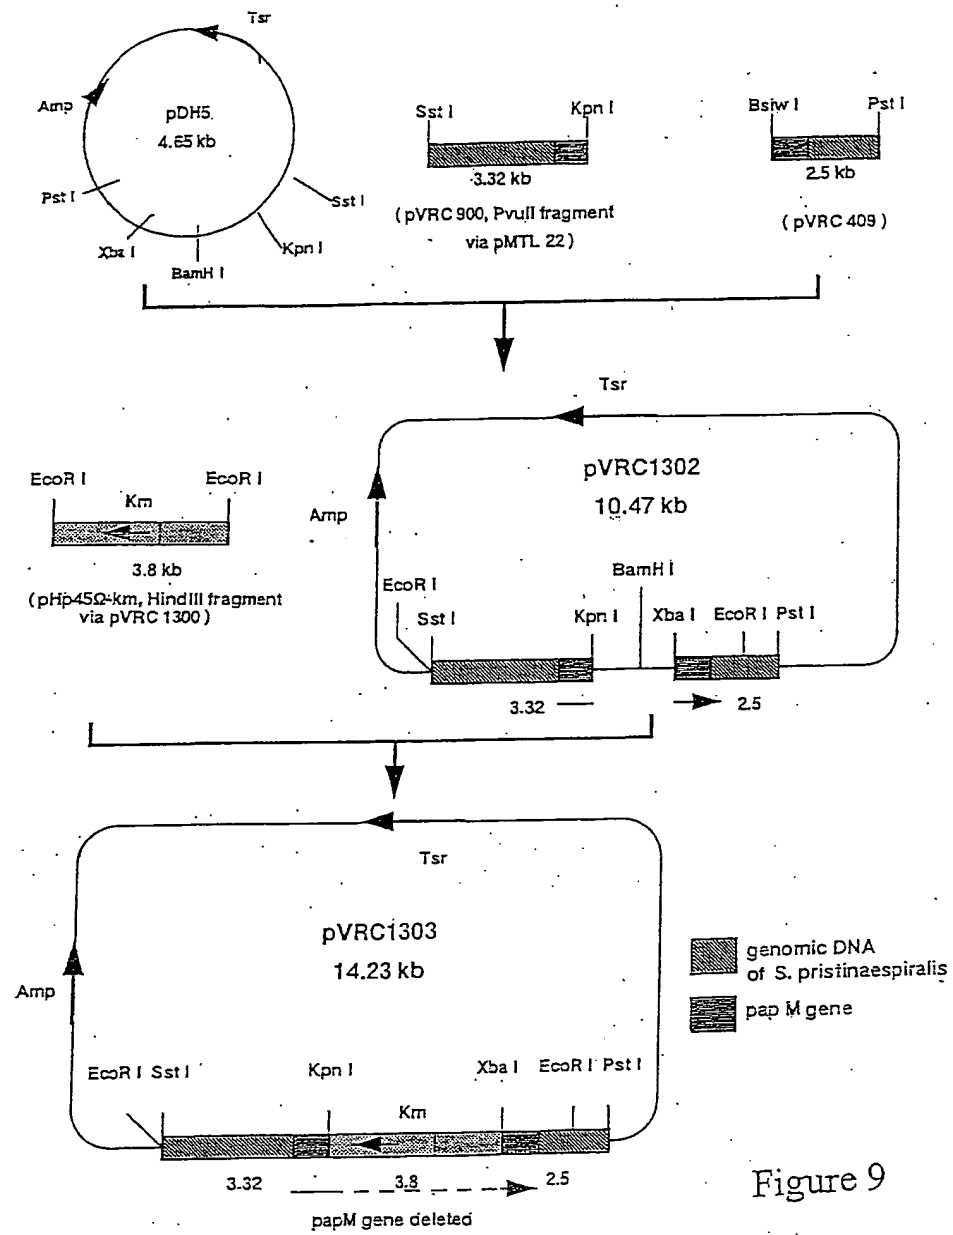 Tsr
Amp
pDH5
4.65 kb
Pst I
Xba I
BamH I
Kpn I
Sst I
Sst I
Kpn I
3.32 kb
(pVRC 900, PvuII fragment
via pMTL 22)
Bsiw I
Pst I
2.5 kb
(pVRC 409)
EcoR I
EcoR I
Km
3.8 kb
(pHp45Ω-km, HindIII fragment
via pVRC 1300)
Tsr
pVRC1302
10.47 kb
Amp
EcoR I
Sst I
Kpn I
BamH I
Xba I
EcoR I
Pst I
3.32
2.5
Tsr
pVRC1303
14.23 kb
Amp
EcoR I
Sst I
Kpn I
Km
Xba I
EcoR I
Pst I
3.32
3.8
2.5
papM gene deleted
genomic DNA
of S. pristinaespiralis
pap M gene
Figure 9